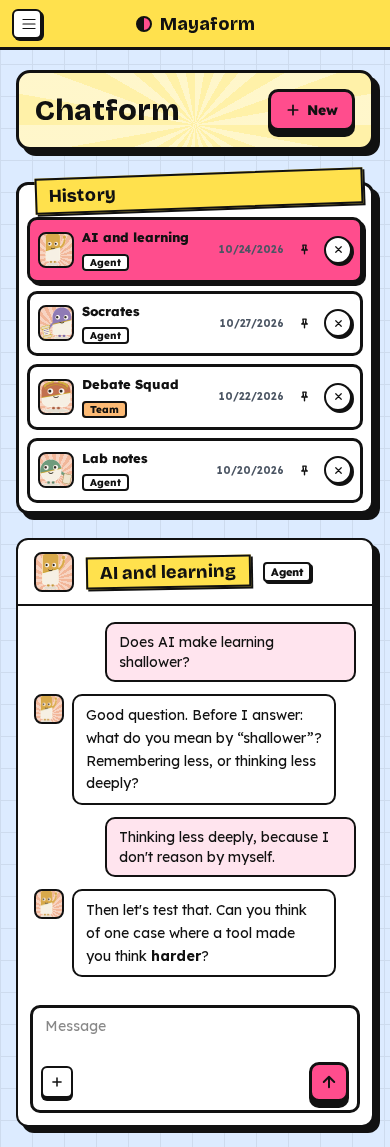 Mayaform
Chatform
New
History
AI and learning
10/24/2026
Agent
Socrates
10/27/2026
Agent
Debate Squad
10/22/2026
Team
Lab notes
10/20/2026
Agent
AI and learning
Agent
Does AI make learning
shallower?
Good question. Before I answer:
what do you mean by “shallower”?
Remembering less, or thinking less
deeply?
Thinking less deeply, because I
don't reason by myself.
Then let's test that. Can you think
of one case where a tool made
you think harder?
Message